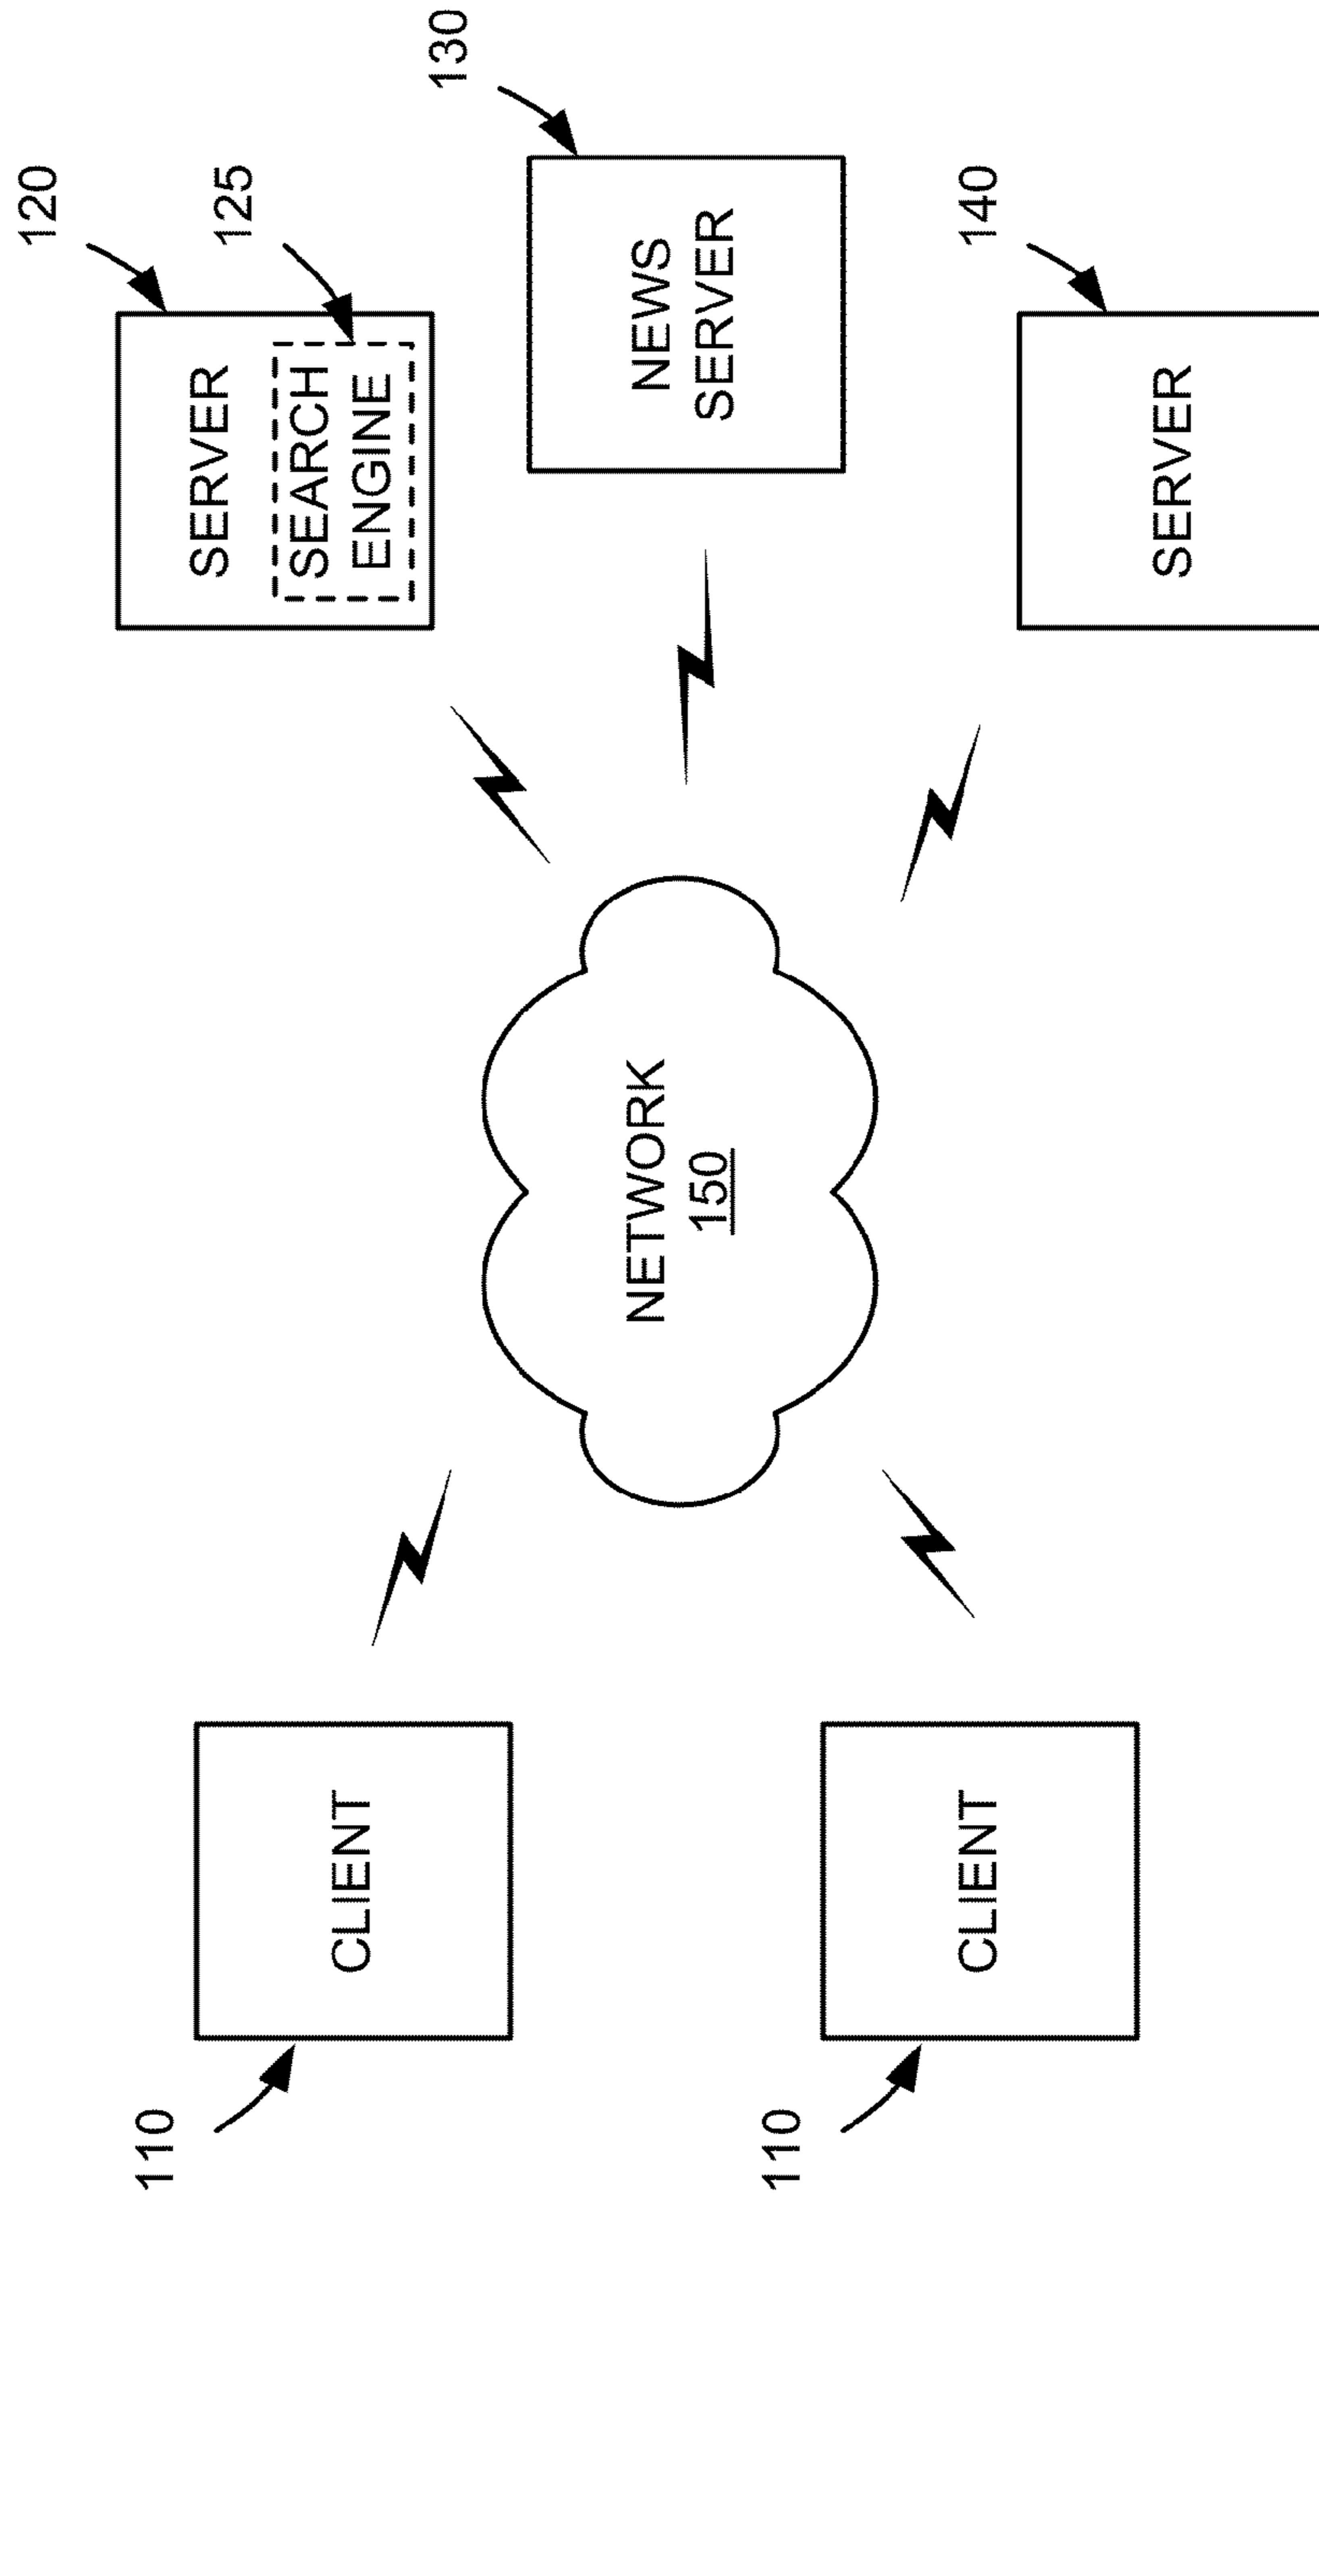 120
SERVER
125
SEARCH
ENGINE
130
NEWS
SERVER
140
SERVER
NETWORK
150
110
CLIENT
110
CLIENT